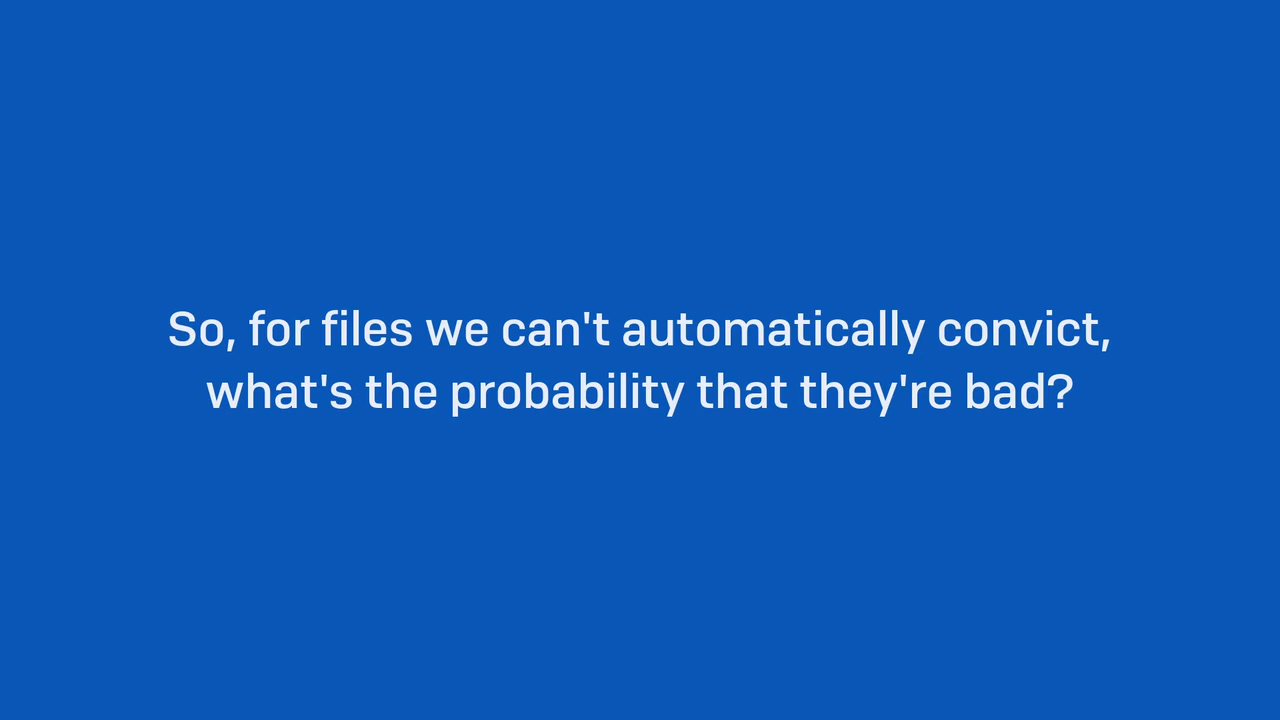 So, for files we can't automatically convict,
what's the probability that they're bad?